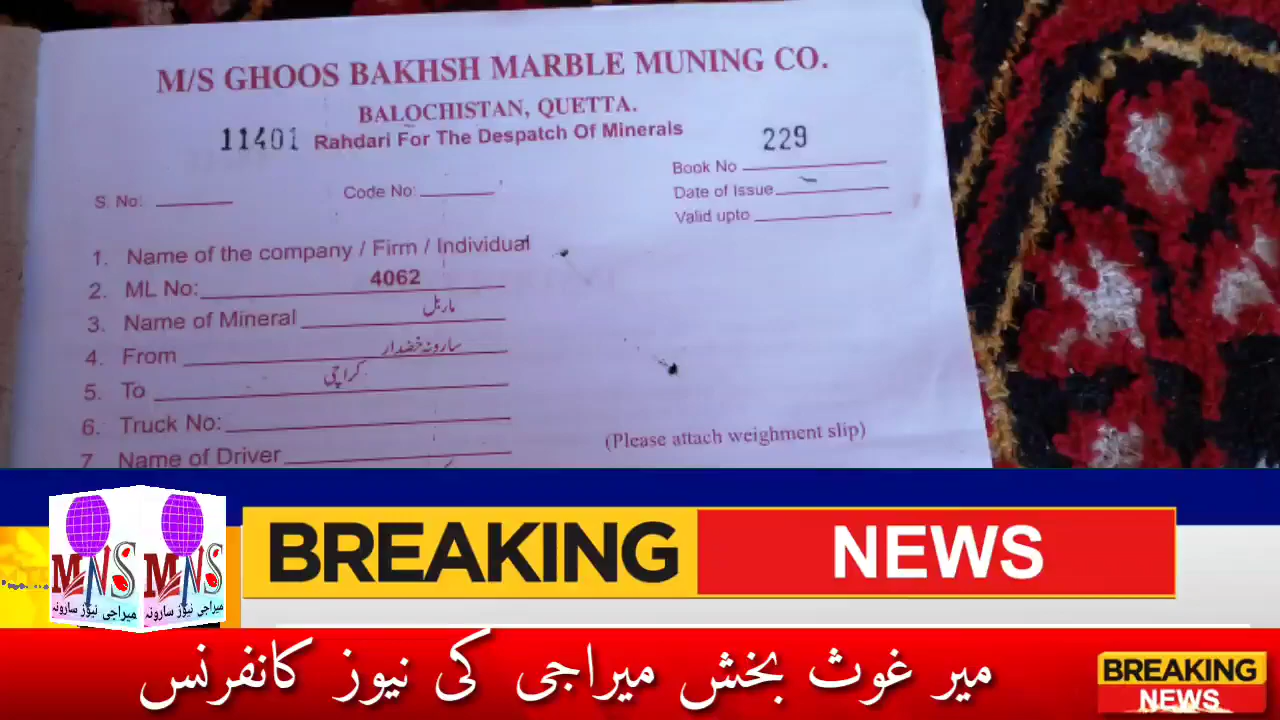 M/S GHOOS BAKHSH MARBLE MUNING CO.
BALOCHISTAN, QUETTA.
11401 Rahdari For The Despatch Of Minerals 229
Book No
S. No: Code No: Date of Issue
Valid upto
1. Name of the company / Firm / Individual
2. ML No: 4062
3. Name of Mineral ماربل
4. From سارونہ خضدار
5. To کراچی
6. Truck No:
(Please attach weighment slip)
7. Name of Driver
MNS MNS
میراجی نیوز سارونہ میراجی نیوز سارونہ
BREAKING NEWS
میر غوث بخش میراجی کی نیوز کانفرنس
BREAKING
NEWS